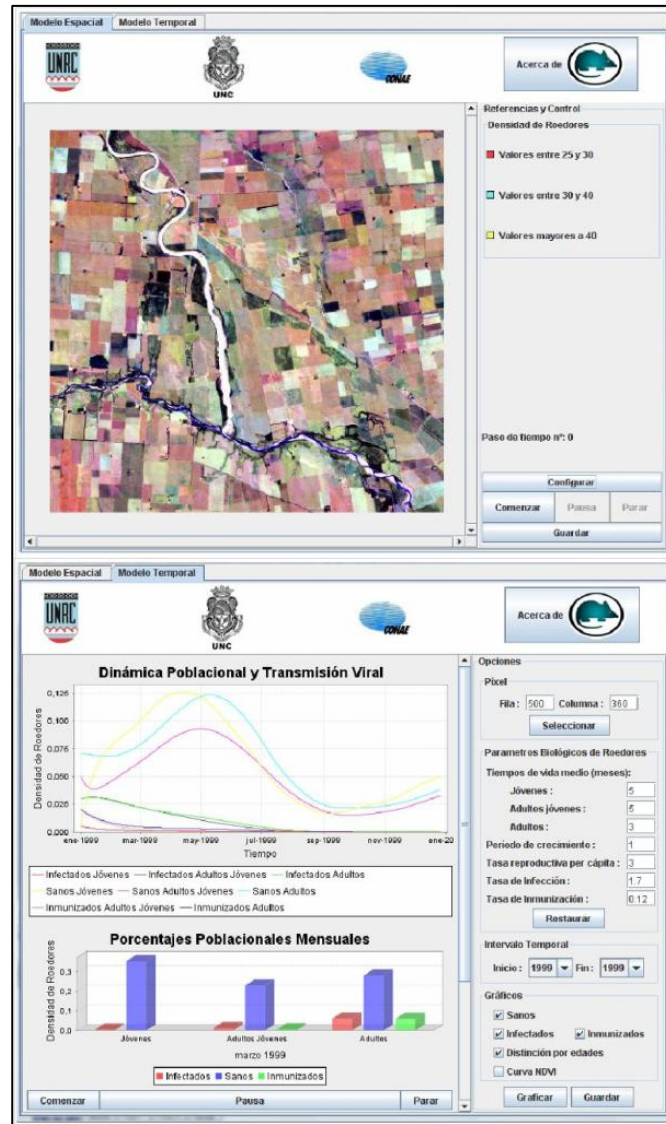 Modelo Espacial Modelo Temporal
UNRC
UNC
CONAE
Acerca de
Referencias y Control
Densidad de Roedores
Valores entre 25 y 30
Valores entre 30 y 40
Valores mayores a 40
Paso de tiempo nº: 0
Configurar
Comenzar Pausa Parar
Guardar
Modelo Espacial Modelo Temporal
UNRC
UNC
CONAE
Acerca de
Dinámica Poblacional y Transmisión Viral
Densidad de Roedores
0,125
0,100
0,075
0,050
0,025
0,000
ene-1999 mar-1999 may-1999 jul-1999 sep-1999 nov-1999 ene-20
Tiempo
Infectados Jóvenes Infectados Adultos Jóvenes Infectados Adultos
Sanos Jóvenes Sanos Adultos Jóvenes Sanos Adultos
Inmunizados Adultos Jóvenes Inmunizados Adultos
Porcentajes Poblacionales Mensuales
Densidad de Roedores
0,3
0,2
0,1
0,0
Jóvenes Adultos Jóvenes Adultos
marzo 1999
Infectados Sanos Inmunizados
Comenzar Pausa Parar
Opciones
Pixel
Fila : 500 Columna : 360
Seleccionar
Parametros Biológicos de Roedores
Tiempos de vida medio (meses):
Jóvenes : 5
Adultos jóvenes : 5
Adultos : 3
Periodo de crecimiento : 1
Tasa reproductiva per cápita : 3
Tasa de Infección : 1.7
Tasa de Inmunización : 0.12
Restaurar
Intervalo Temporal
Inicio : 1999 Fin : 1999
Gráficos
Sanos
Infectados Inmunizados
Distinción por edades
Curva NDVI
Graficar Guardar